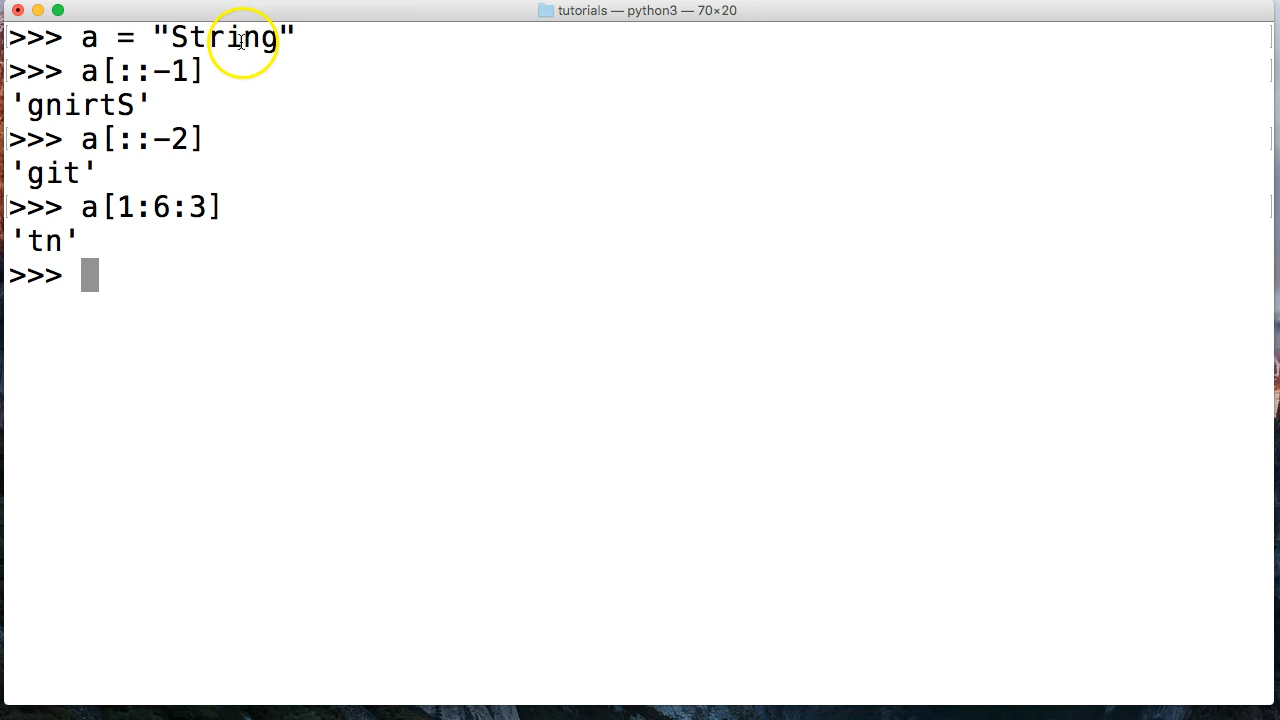 tutorials — python3 — 70×20
>>> a = "String"
>>> a[::-1]
'gnirtS'
>>> a[::-2]
'git'
>>> a[1:6:3]
'tn'
>>>